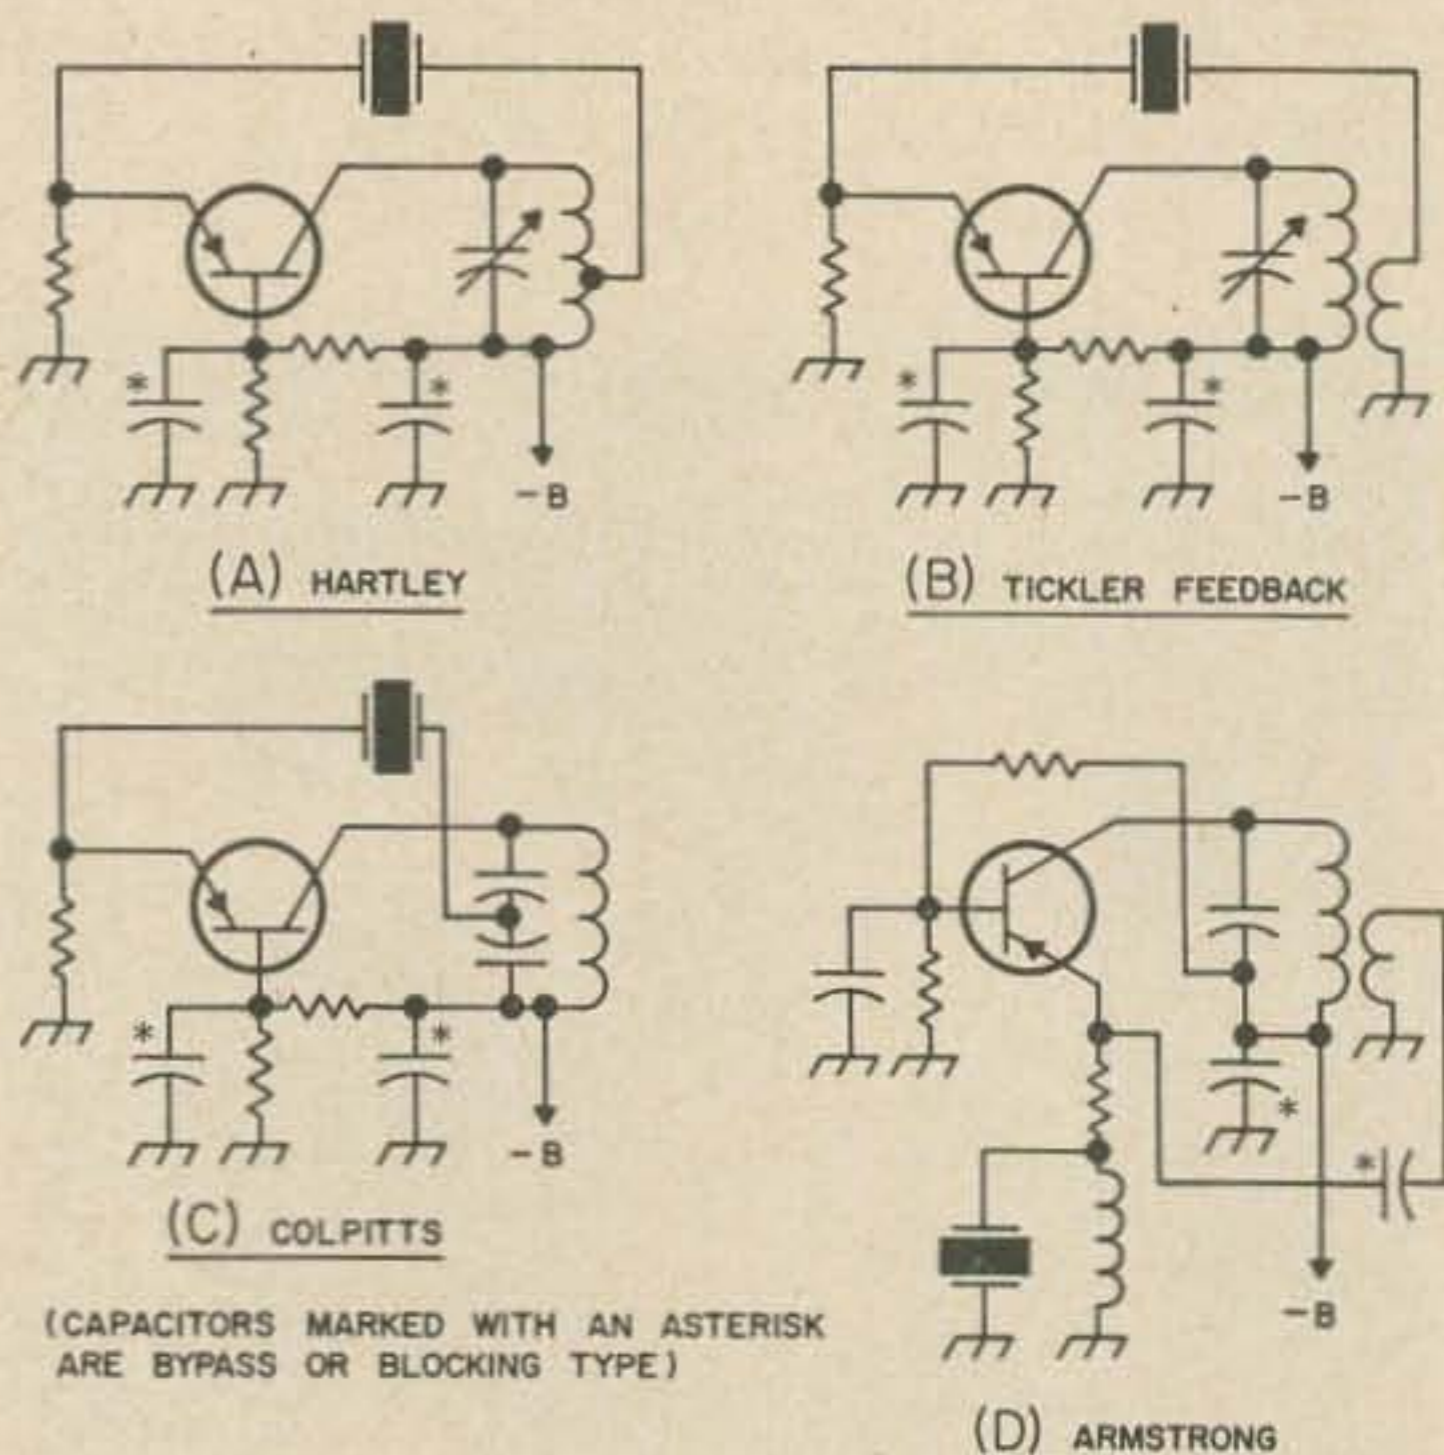 *
*
-B
(A) HARTLEY
*
*
-B
(B) TICKLER FEEDBACK
*
*
-B
(C) COLPITTS
(CAPACITORS MARKED WITH AN ASTERISK
ARE BYPASS OR BLOCKING TYPE)
*
*
-B
(D) ARMSTRONG